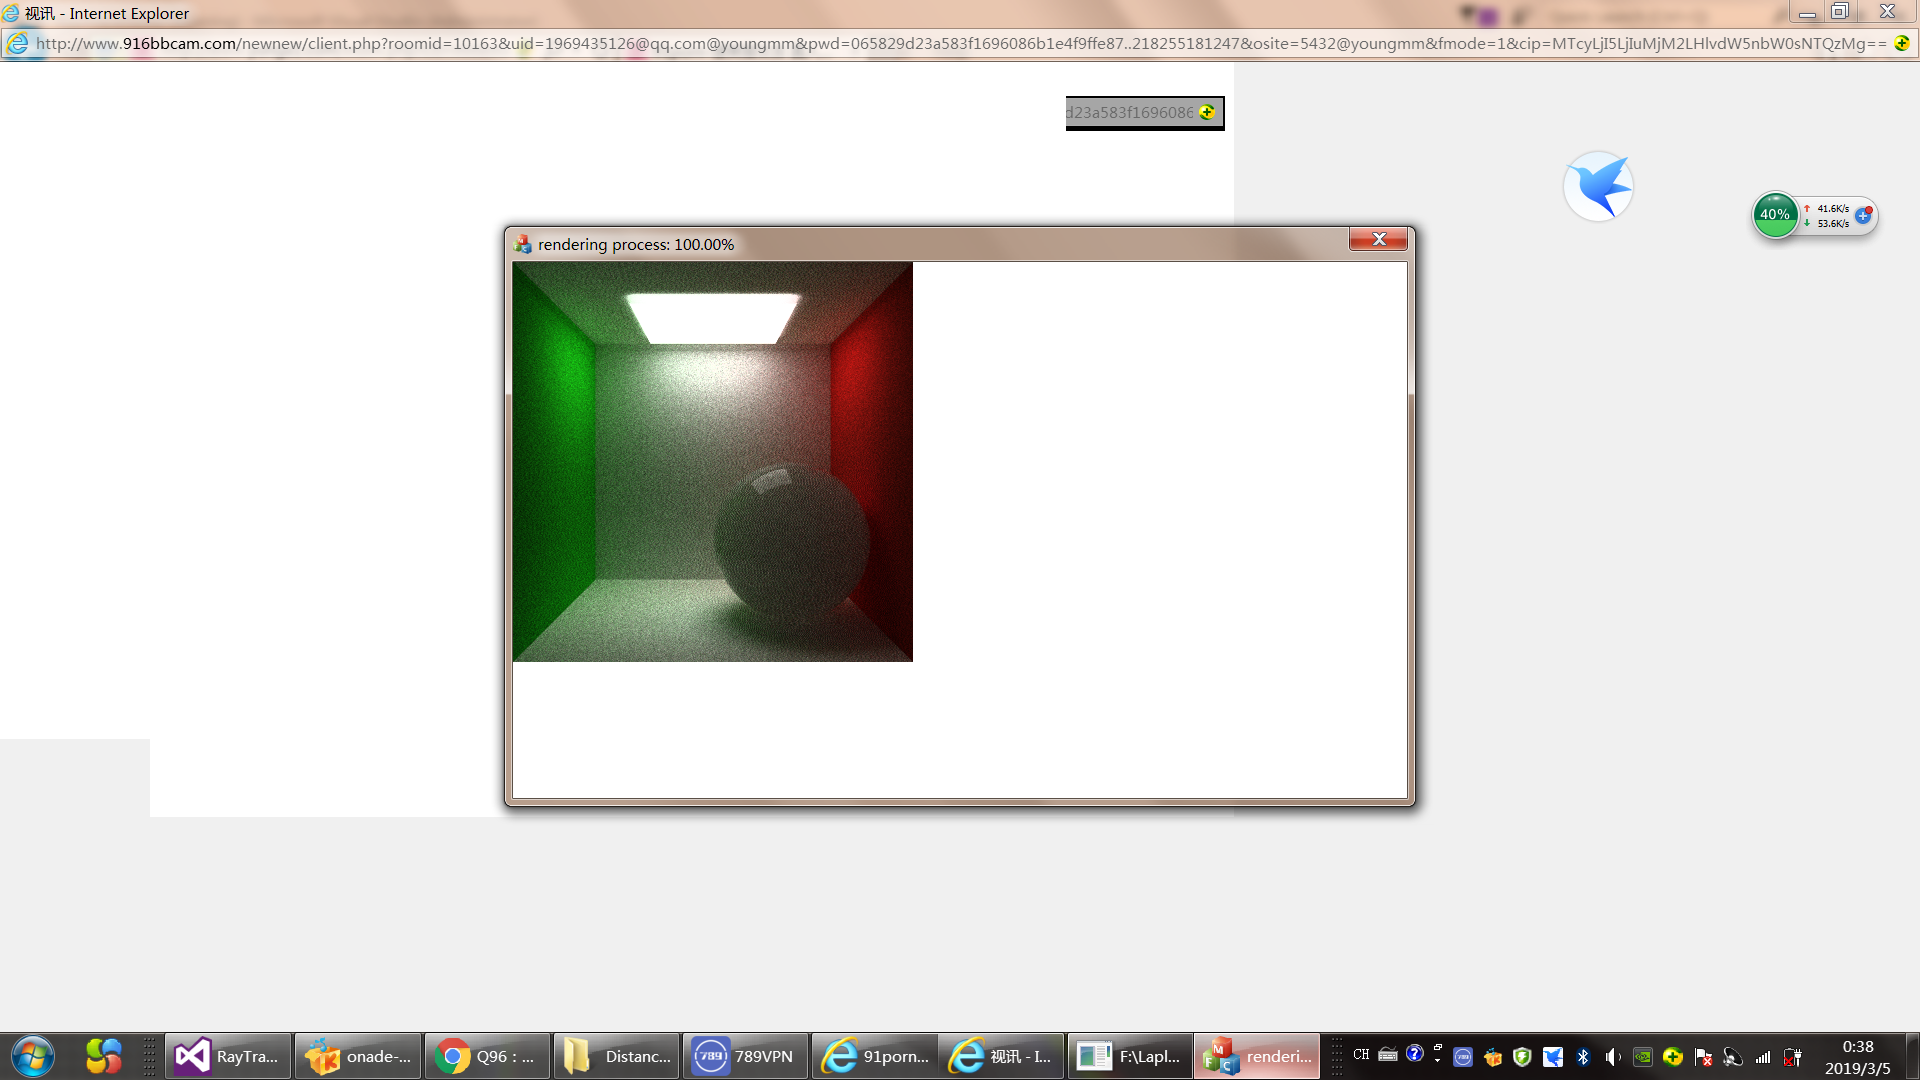 视讯 - Internet Explorer
http://www.916bbcam.com/newnew/client.php?roomid=10163&uid=1969435126@qq.com@youngmm&pwd=065829d23a583f1696086b1e4f9ffe87..218255181247&osite=5432@youngmm&fmode=1&cip=MTcyLjI5LjIuMjM2LHlvdW5nbW0sNTQzMg==
d23a583f1696086
40%
41.6K/s
53.6K/s
rendering process: 100.00%
RayTra...
onade-...
Q96 : ...
Distanc...
789VPN
91porn...
视讯 - I...
F:\Lapl...
renderi...
CH
0:38
2019/3/5